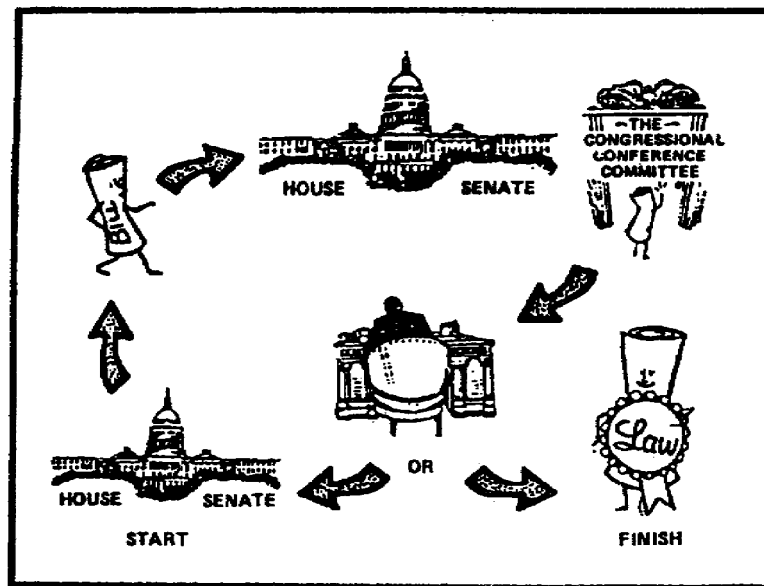 HOUSE SENATE
— THE —
CONGRESSIONAL
CONFERENCE
COMMITTEE
BILL
OR
Law
HOUSE SENATE
START
FINISH